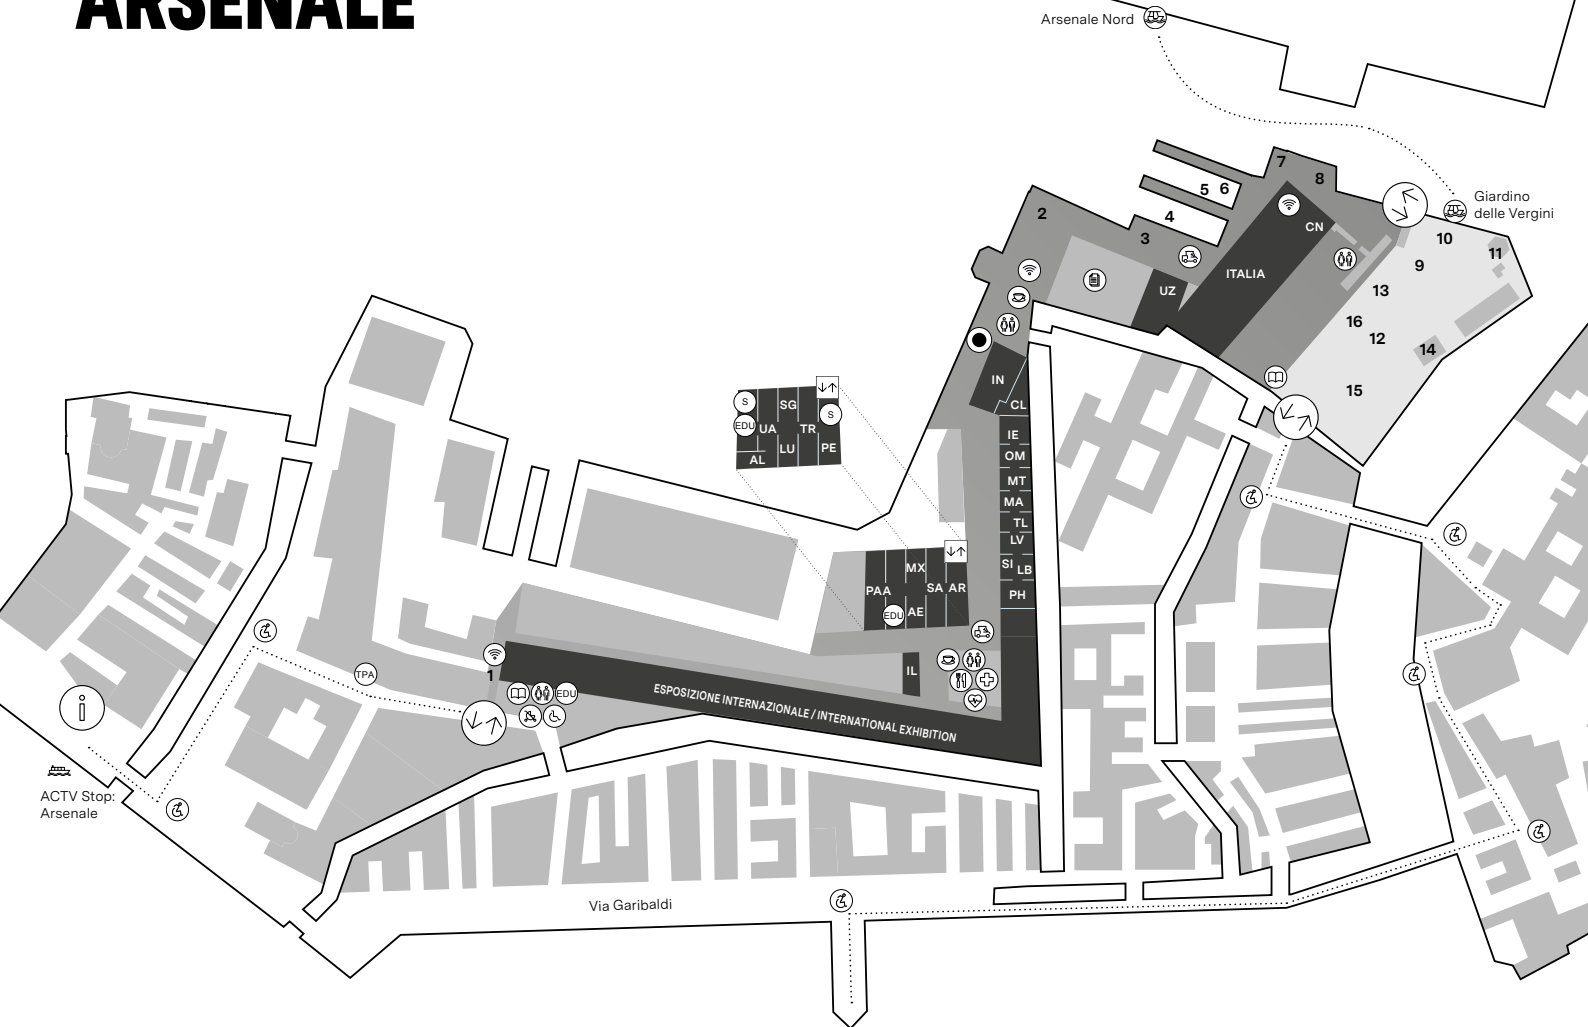 ARSENALE
Arsenale Nord
Giardino
delle Vergini
7
8
5 6
2
4
3
CN
10
9
11
ITALIA
UZ
13
16
12
14
15
IN
CL
IE
OM
MT
MA
TL
LV
SI
LB
PH
S
SG
S
EDU
UA
TR
LU
PE
AL
MX
PAA
SA
AR
EDU
AE
IL
1
TPA
EDU
ESPOSIZIONE INTERNAZIONALE / INTERNATIONAL EXHIBITION
i
ACTV Stop:
Arsenale
Via Garibaldi